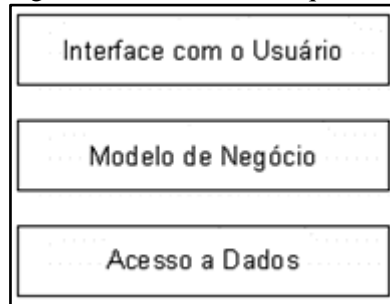 Interface com o Usuário
Modelo de Negócio
Acesso a Dados